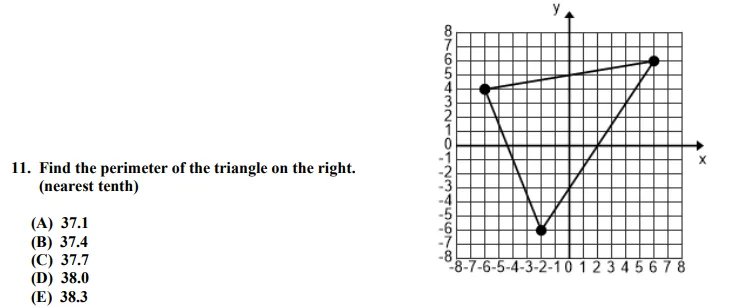 y
8
7
6
5
4
3
2
1
0
-1
-2
-3
-4
-5
-6
-7
-8
x
-8-7-6-5-4-3-2-1 0 1 2 3 4 5 6 7 8
11. Find the perimeter of the triangle on the right.
(nearest tenth)
(A) 37.1
(B) 37.4
(C) 37.7
(D) 38.0
(E) 38.3